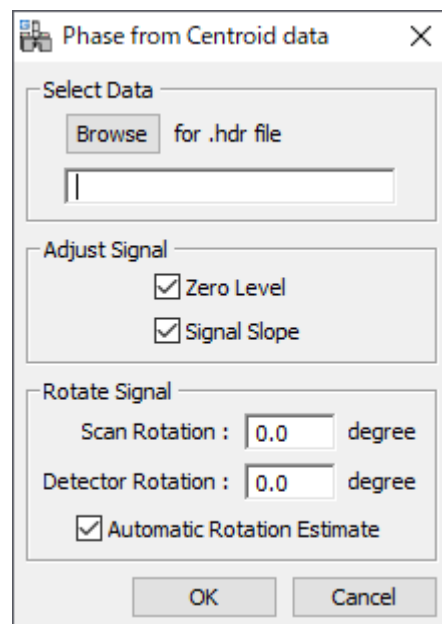 Phase from Centroid data
Select Data
Browse for .hdr file
Adjust Signal
Zero Level
Signal Slope
Rotate Signal
Scan Rotation : 0.0 degree
Detector Rotation : 0.0 degree
Automatic Rotation Estimate
OK Cancel